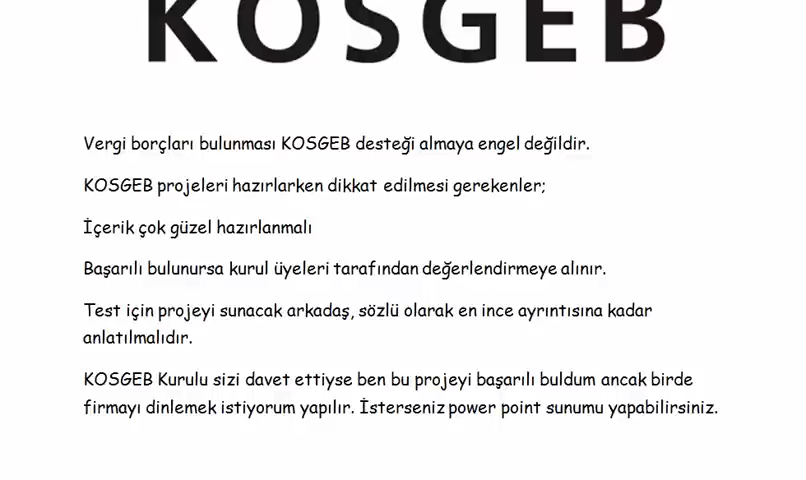 KOSGEB
Vergi borçları bulunması KOSGEB desteği almaya engel değildir.
KOSGEB projeleri hazırlarken dikkat edilmesi gerekenler;
İçerik çok güzel hazırlanmalı
Başarılı bulunursa kurul üyeleri tarafından değerlendirmeye alınır.
Test için projeyi sunacak arkadaş, sözlü olarak en ince ayrıntısına kadar
anlatılmalıdır.
KOSGEB Kurulu sizi davet ettiyse ben bu projeyi başarılı buldum ancak birde
firmayı dinlemek istiyorum yapılır. İsterseniz power point sunumu yapabilirsiniz.